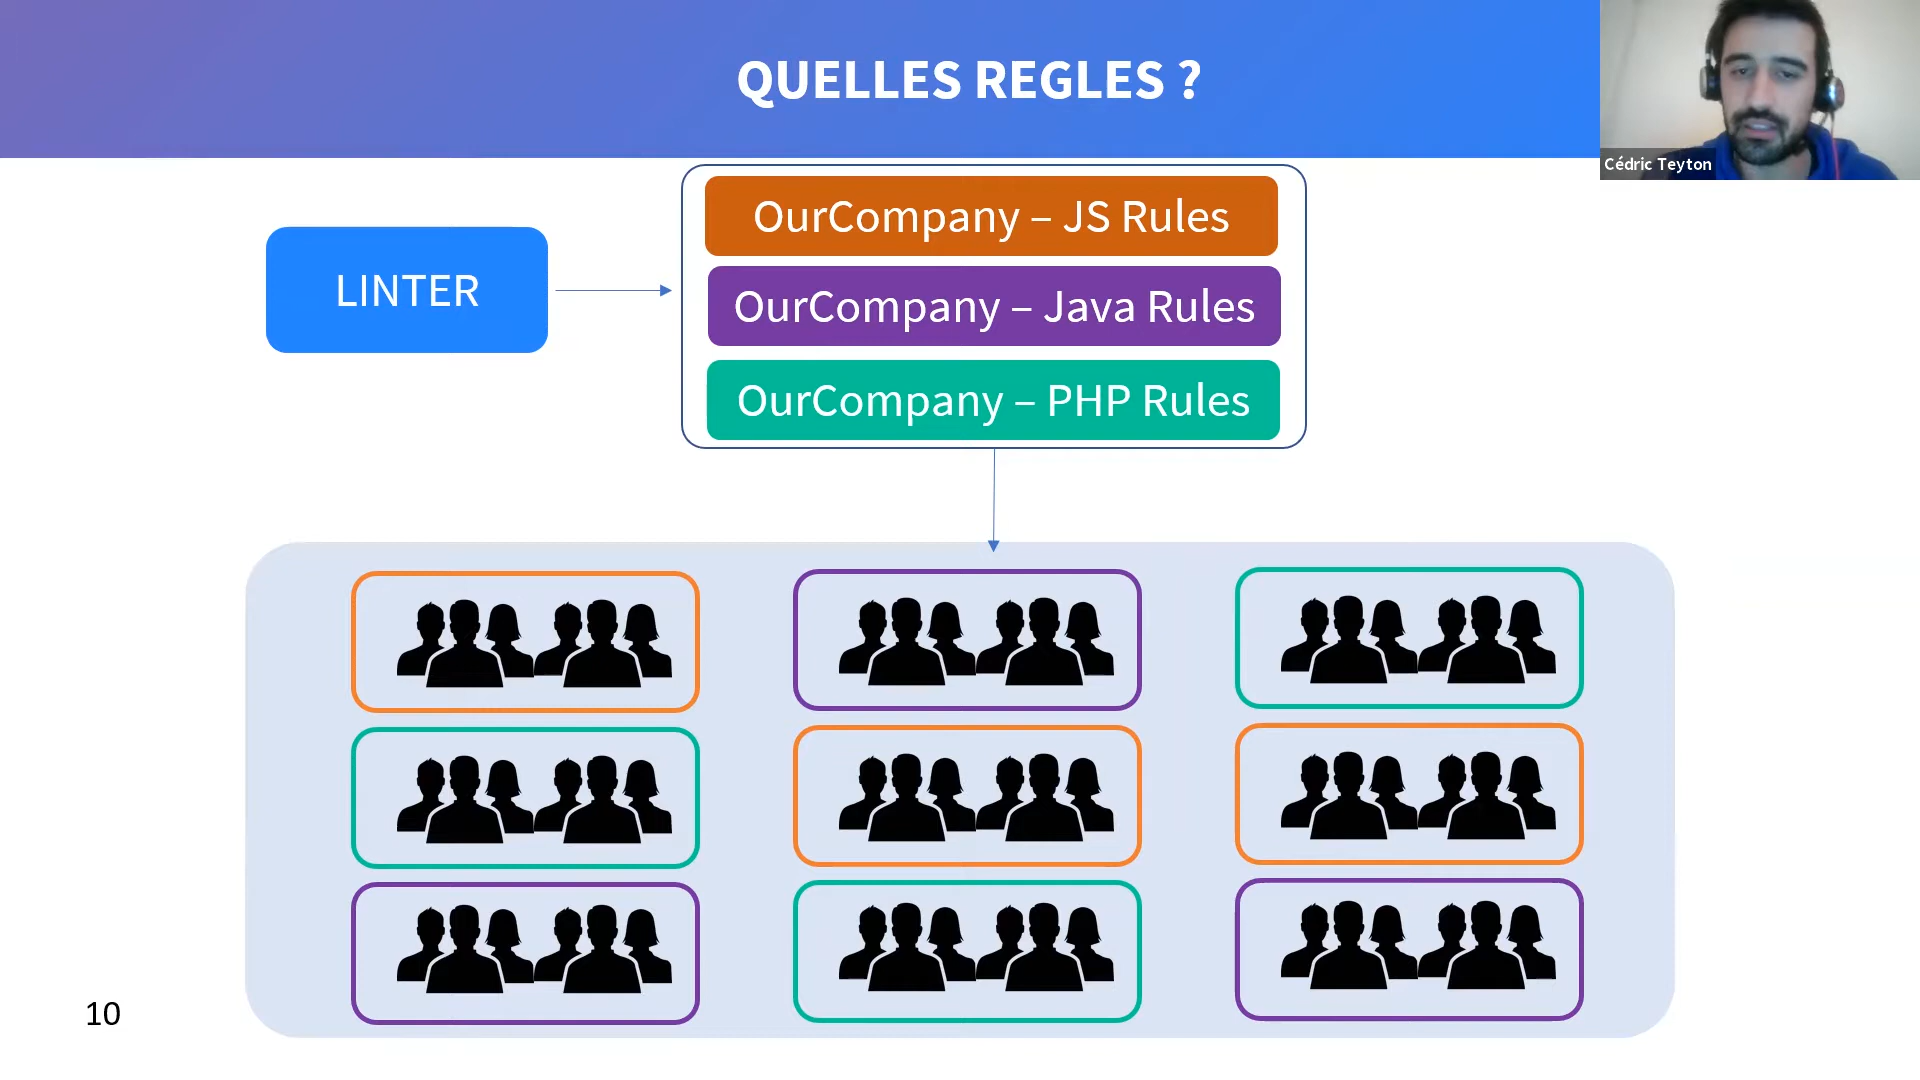 QUELLES REGLES ?
Cédric Teyton
OurCompany – JS Rules
LINTER
OurCompany – Java Rules
OurCompany – PHP Rules
10